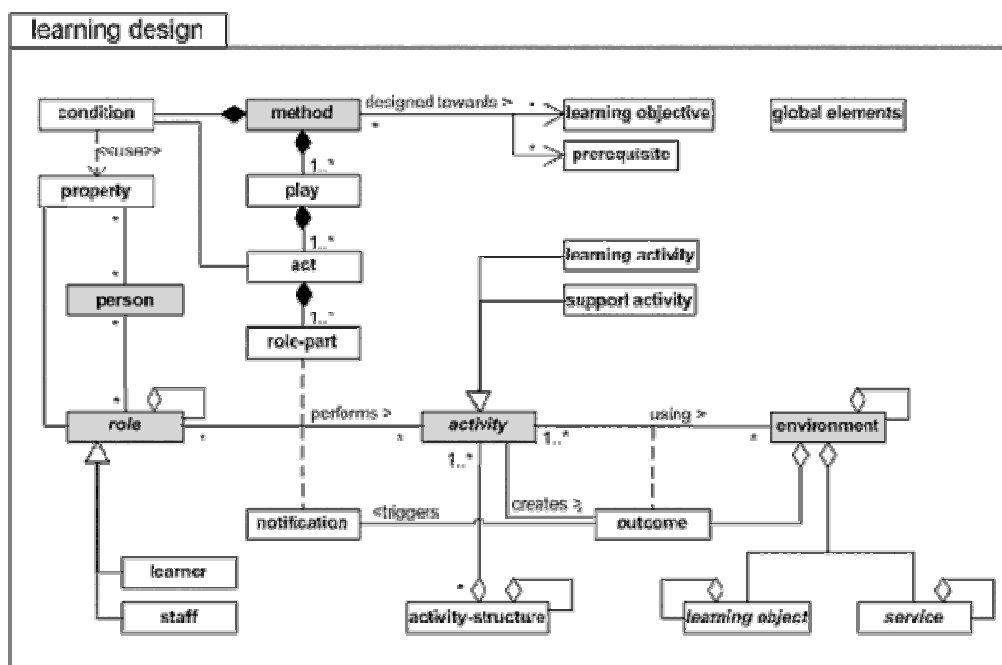 learning design
condition
method
designed towards >
*
*
learning objective
global elements
*
prerequisite
<<use>>
property
1..*
play
*
*
1..*
act
learning activity
support activity
person
*
*
1..*
role-part
role
*
performs >
*
activity
using >
1..*
*
environment
1..*
notification
<triggers
creates >
outcome
learner
staff
*
activity-structure
learning object
service